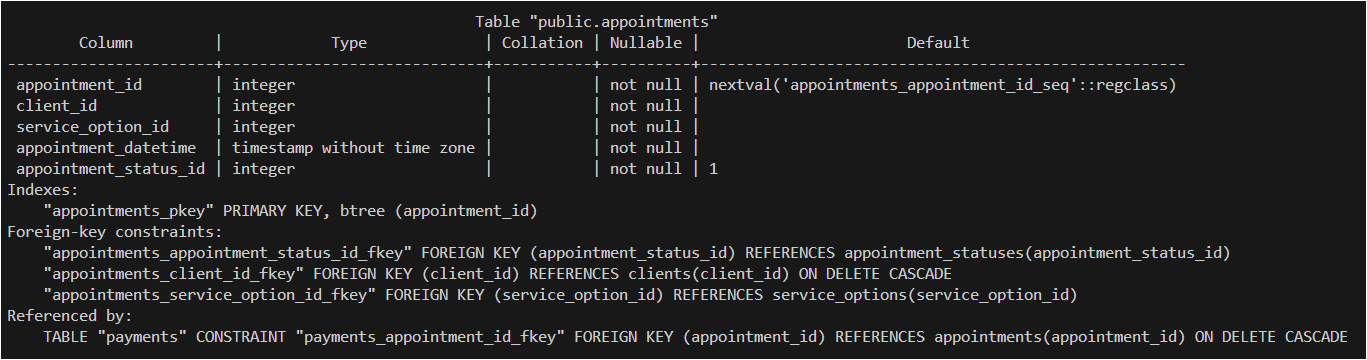 Table "public.appointments"
        Column         |            Type             | Collation | Nullable |                       Default
-----------------------+-----------------------------+-----------+----------+------------------------------------------------------
 appointment_id        | integer                     |           | not null | nextval('appointments_appointment_id_seq'::regclass)
 client_id             | integer                     |           | not null |
 service_option_id     | integer                     |           | not null |
 appointment_datetime  | timestamp without time zone |           | not null |
 appointment_status_id | integer                     |           | not null | 1
Indexes:
    "appointments_pkey" PRIMARY KEY, btree (appointment_id)
Foreign-key constraints:
    "appointments_appointment_status_id_fkey" FOREIGN KEY (appointment_status_id) REFERENCES appointment_statuses(appointment_status_id)
    "appointments_client_id_fkey" FOREIGN KEY (client_id) REFERENCES clients(client_id) ON DELETE CASCADE
    "appointments_service_option_id_fkey" FOREIGN KEY (service_option_id) REFERENCES service_options(service_option_id)
Referenced by:
    TABLE "payments" CONSTRAINT "payments_appointment_id_fkey" FOREIGN KEY (appointment_id) REFERENCES appointments(appointment_id) ON DELETE CASCADE